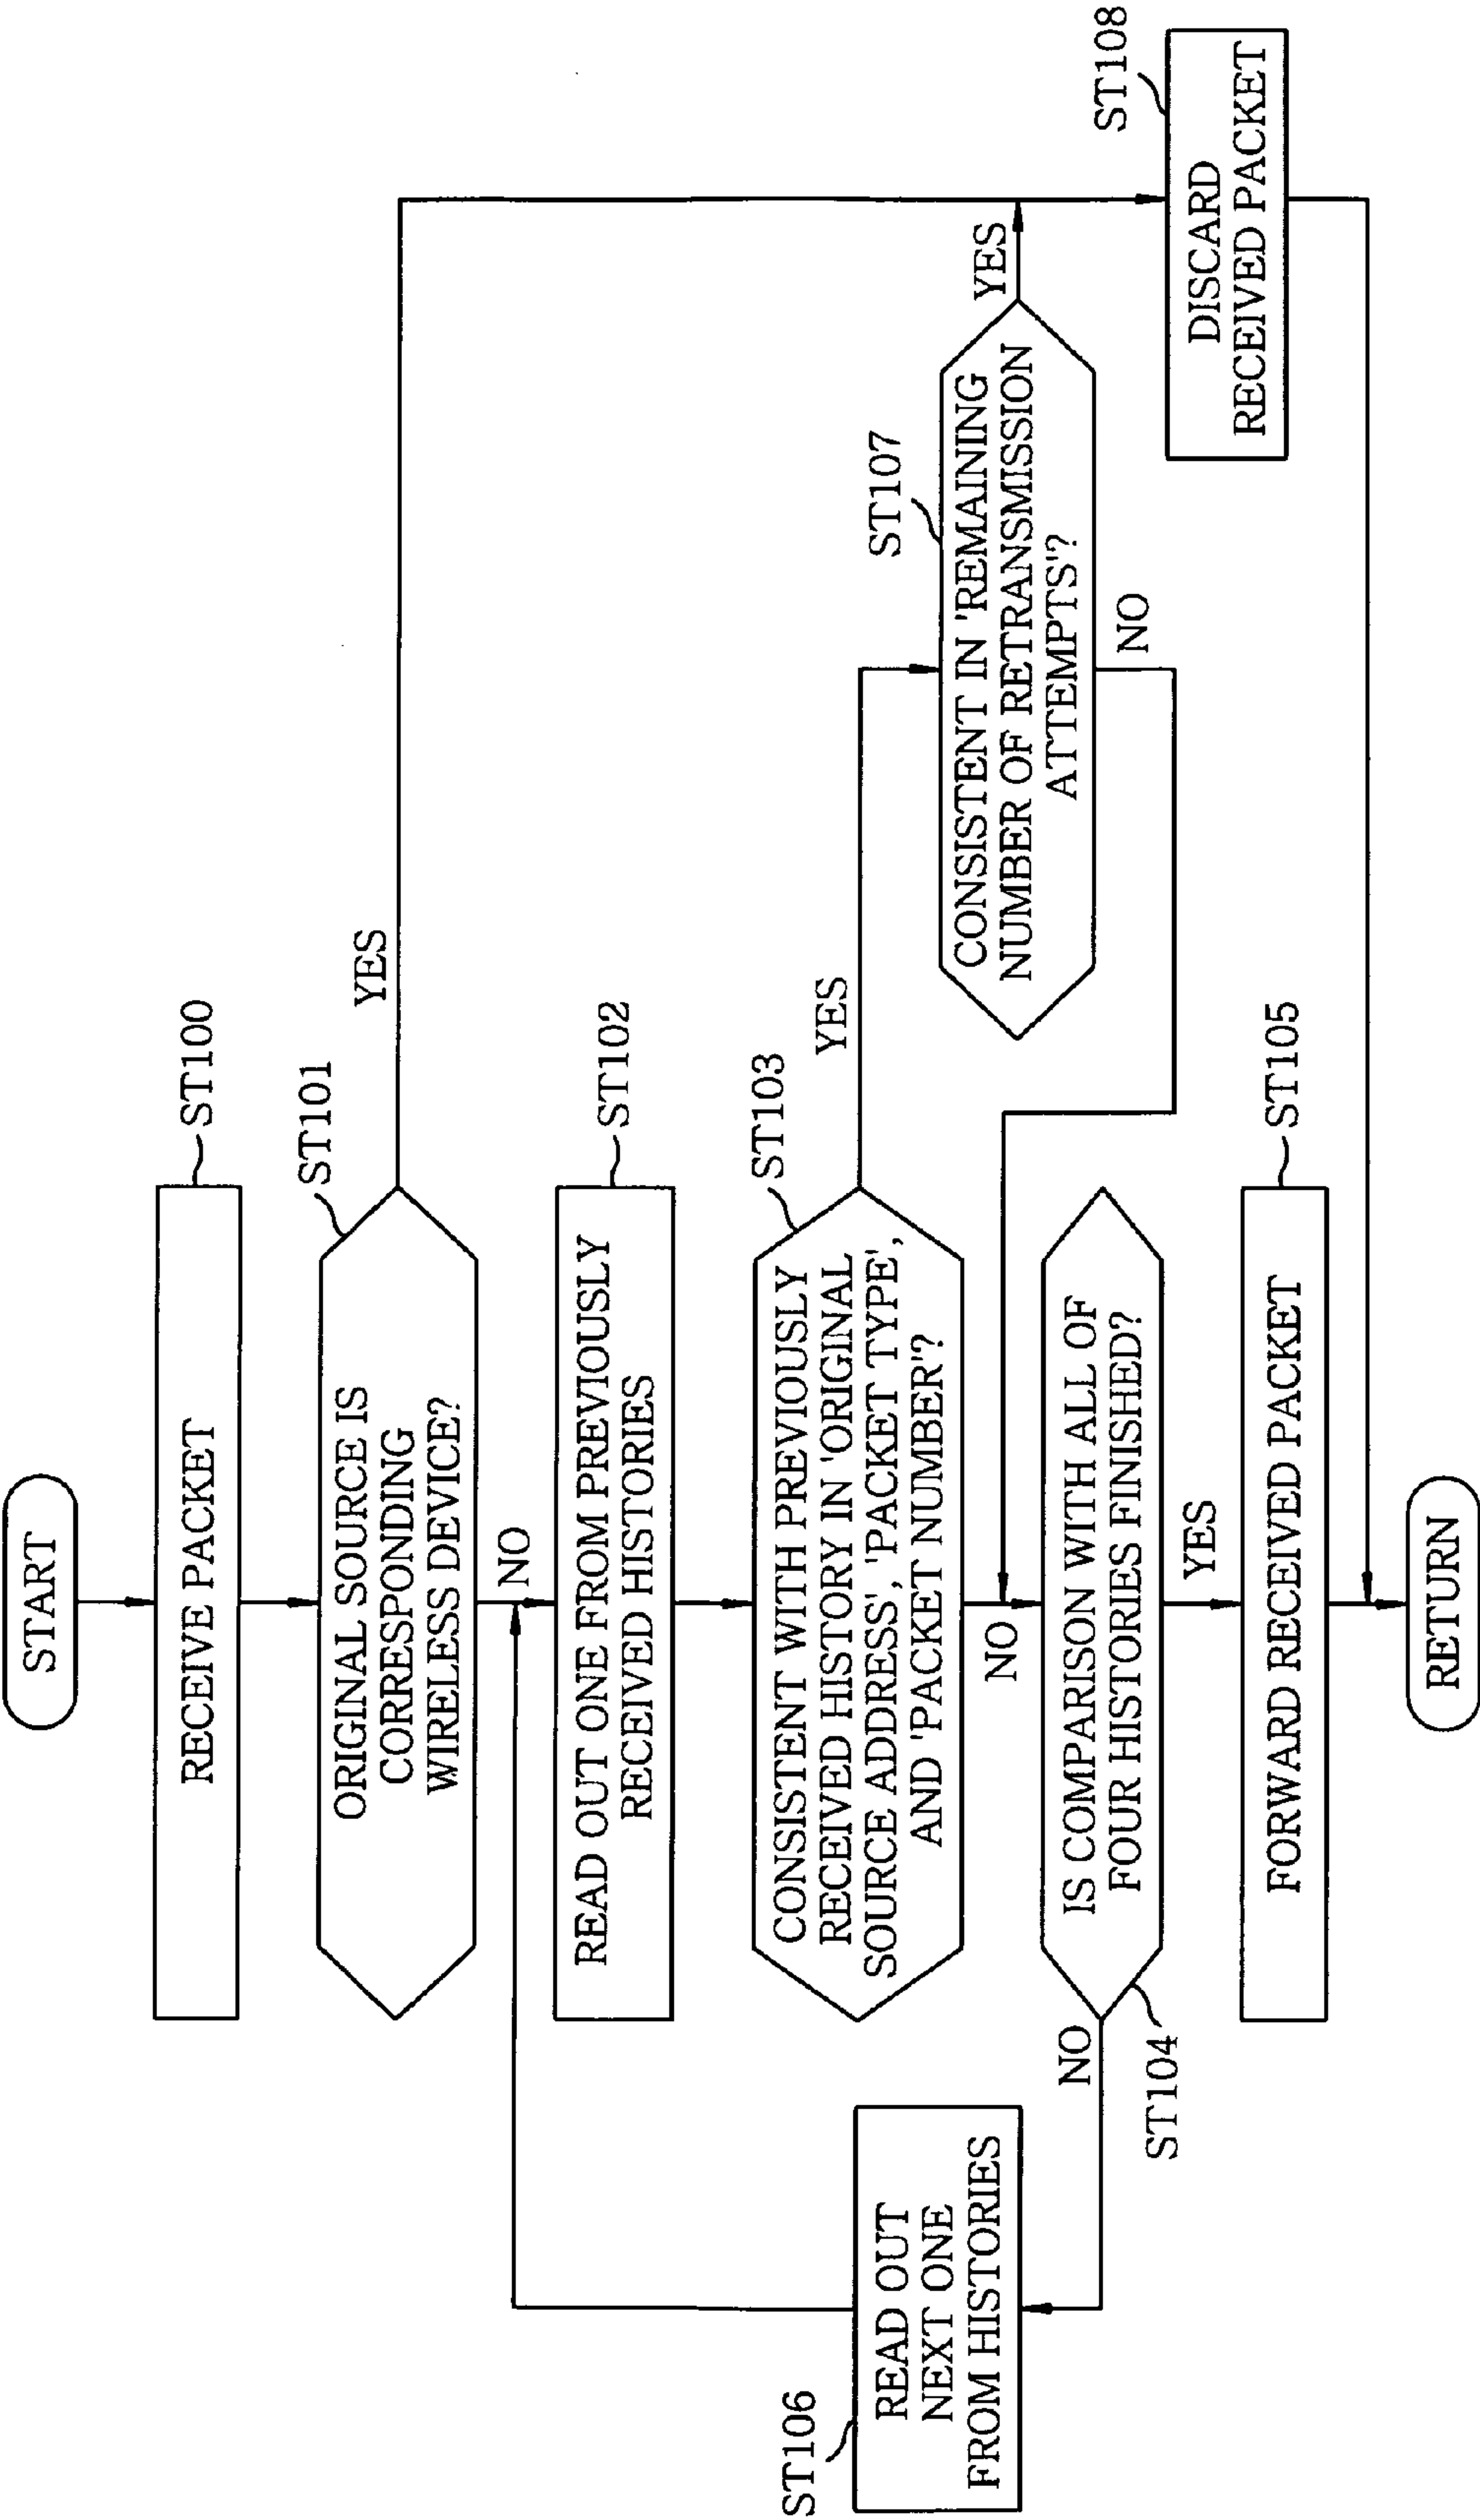 START
RECEIVE PACKET
ST100
ORIGINAL SOURCE IS
CORRESPONDING
WIRELESS DEVICE?
ST101
YES
NO
READ OUT ONE FROM PREVIOUSLY
RECEIVED HISTORIES
ST102
CONSISTENT WITH PREVIOUSLY
RECEIVED HISTORY IN 'ORIGINAL
SOURCE ADDRESS', 'PACKET TYPE',
AND 'PACKET NUMBER'?
ST103
YES
NO
ST107
CONSISTENT IN 'REMAINING
NUMBER OF RETRANSMISSION
ATTEMPTS'?
YES
NO
ST106
READ OUT
NEXT ONE
FROM HISTORIES
NO
IS COMPARISON WITH ALL OF
FOUR HISTORIES FINISHED?
ST104
YES
ST108
DISCARD
RECEIVED PACKET
FORWARD RECEIVED PACKET
ST105
RETURN